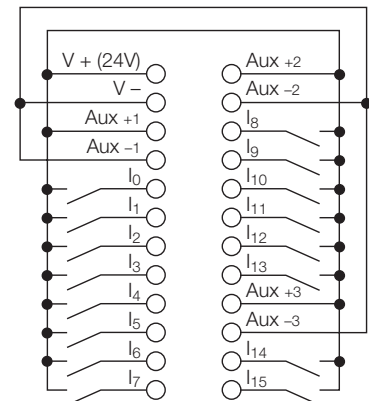 V + (24V)
V –
Aux +1
Aux –1
I0
I1
I2
I3
I4
I5
I6
I7
Aux +2
Aux –2
I8
I9
I10
I11
I12
I13
Aux +3
Aux –3
I14
I15